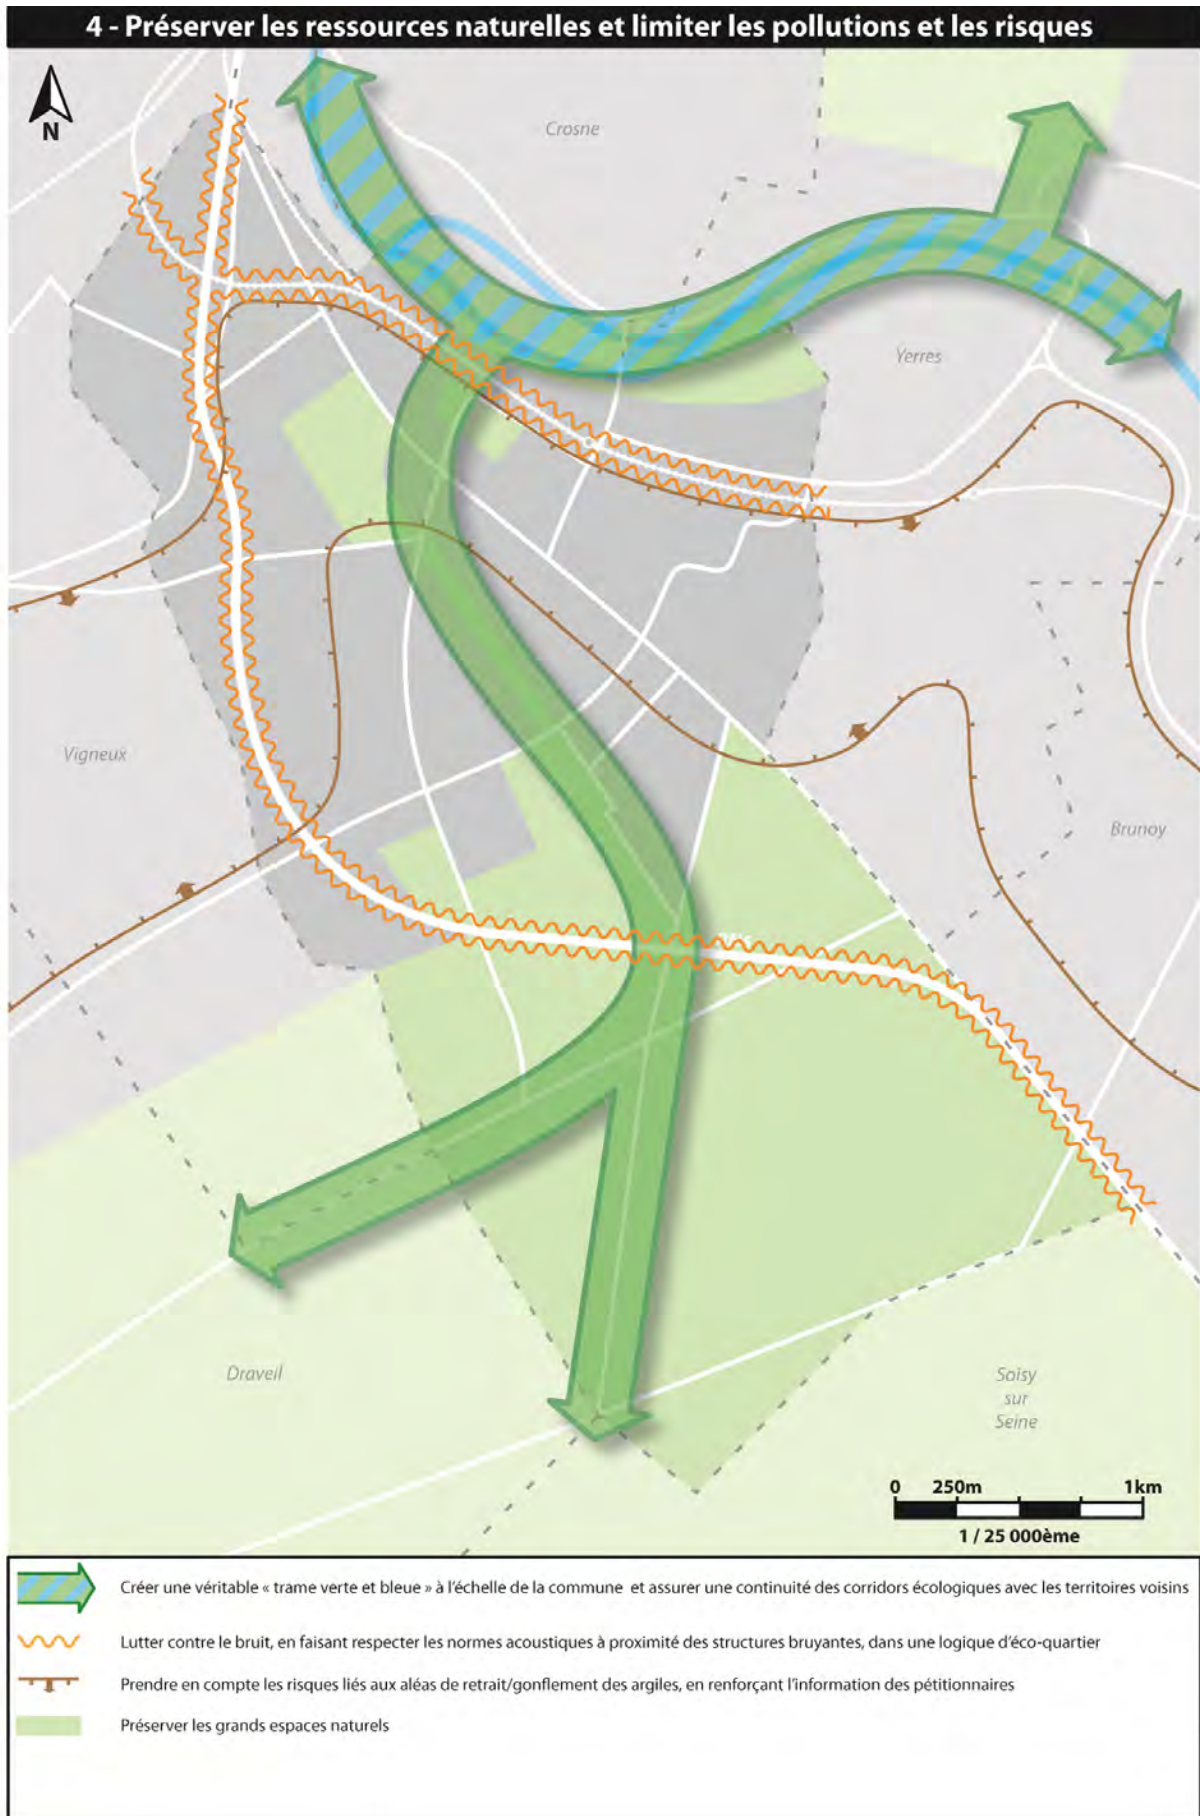 4 - Préserver les ressources naturelles et limiter les pollutions et les risques
N
Crosne
Yerres
Vigneux
Brunoy
Draveil
Soisy
sur
Seine
0 250m 1km
1 / 25 000ème
Créer une véritable « trame verte et bleue » à l'échelle de la commune et assurer une continuité des corridors écologiques avec les territoires voisins
Lutter contre le bruit, en faisant respecter les normes acoustiques à proximité des structures bruyantes, dans une logique d'éco-quartier
Prendre en compte les risques liés aux aléas de retrait/gonflement des argiles, en renforçant l'information des pétitionnaires
Préserver les grands espaces naturels